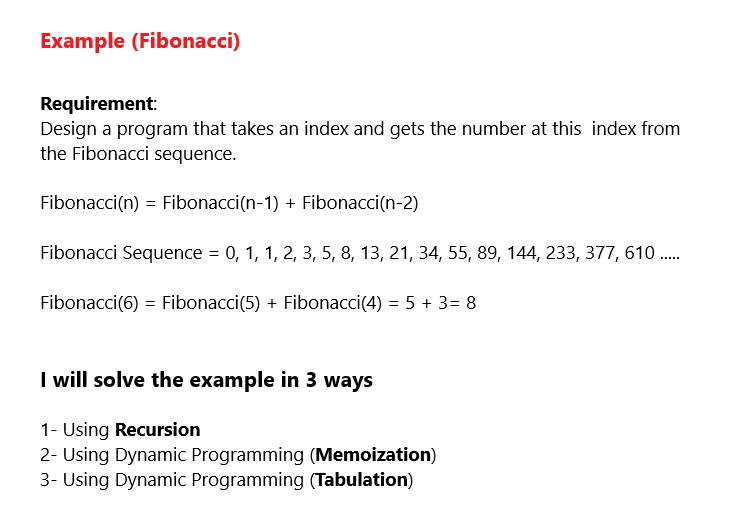 Example (Fibonacci)
Requirement:
Design a program that takes an index and gets the number at this  index from
the Fibonacci sequence.
Fibonacci(n) = Fibonacci(n-1) + Fibonacci(n-2)
Fibonacci Sequence = 0, 1, 1, 2, 3, 5, 8, 13, 21, 34, 55, 89, 144, 233, 377, 610 .....
Fibonacci(6) = Fibonacci(5) + Fibonacci(4) = 5 + 3= 8
I will solve the example in 3 ways
1- Using Recursion
2- Using Dynamic Programming (Memoization)
3- Using Dynamic Programming (Tabulation)